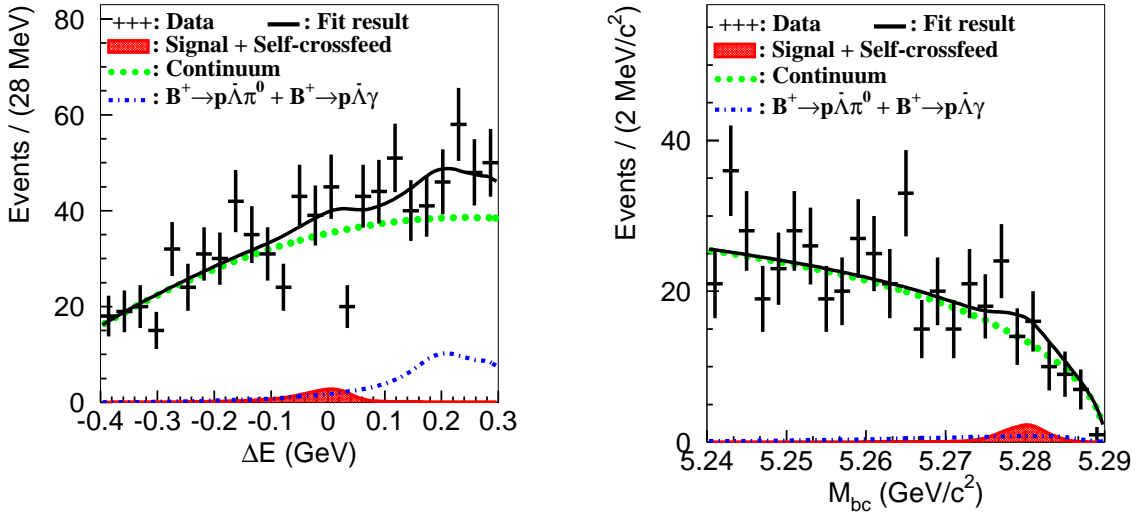 +++: Data : Fit result
: Signal + Self-crossfeed
: Continuum
: B⁺→pΛ̄π⁰ + B⁺→pΛ̄γ
Events / (28 MeV)
80
60
40
20
0
-0.4 -0.3 -0.2 -0.1 0 0.1 0.2 0.3
ΔE (GeV)
+++: Data : Fit result
: Signal + Self-crossfeed
: Continuum
: B⁺→pΛ̄π⁰ + B⁺→pΛ̄γ
Events / (2 MeV/c²)
60
40
20
0
5.24 5.25 5.26 5.27 5.28 5.29
M_bc (GeV/c²)